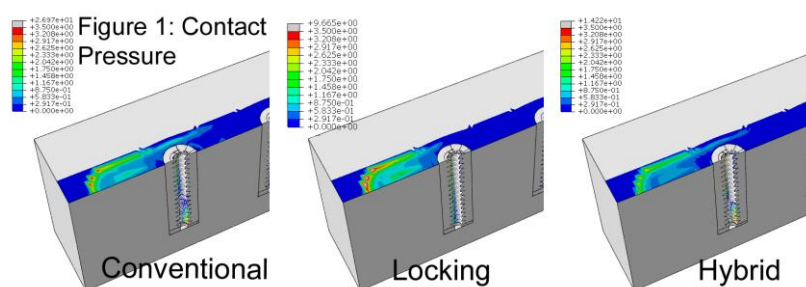 +2.697e+01
+3.500e+00
+3.208e+00
+2.917e+00
+2.625e+00
+2.333e+00
+2.042e+00
+1.750e+00
+1.458e+00
+1.167e+00
+8.750e-01
+5.833e-01
+2.917e-01
+0.000e+00
Figure 1: Contact
Pressure
+9.665e+00
+3.500e+00
+3.208e+00
+2.917e+00
+2.625e+00
+2.333e+00
+2.042e+00
+1.750e+00
+1.458e+00
+1.167e+00
+8.750e-01
+5.833e-01
+2.917e-01
+0.000e+00
+1.422e+01
+3.500e+00
+3.208e+00
+2.917e+00
+2.625e+00
+2.333e+00
+2.042e+00
+1.750e+00
+1.458e+00
+1.167e+00
+8.750e-01
+5.833e-01
+2.917e-01
+0.000e+00
Conventional
Locking
Hybrid